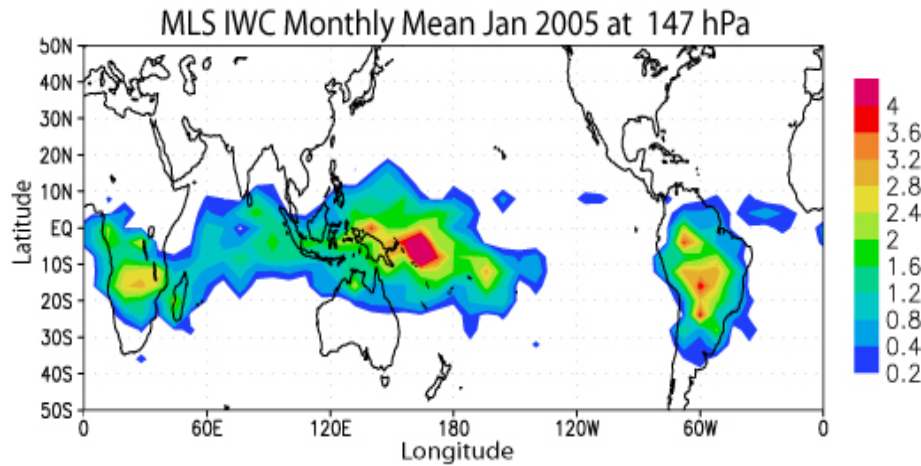 MLS IWC Monthly Mean Jan 2005 at 147 hPa
50N
40N
30N
20N
10N
EQ
10S
20S
30S
40S
50S
Latitude
0 60E 120E 180 120W 60W 0
Longitude
4
3.6
3.2
2.8
2.4
2
1.6
1.2
0.8
0.4
0.2